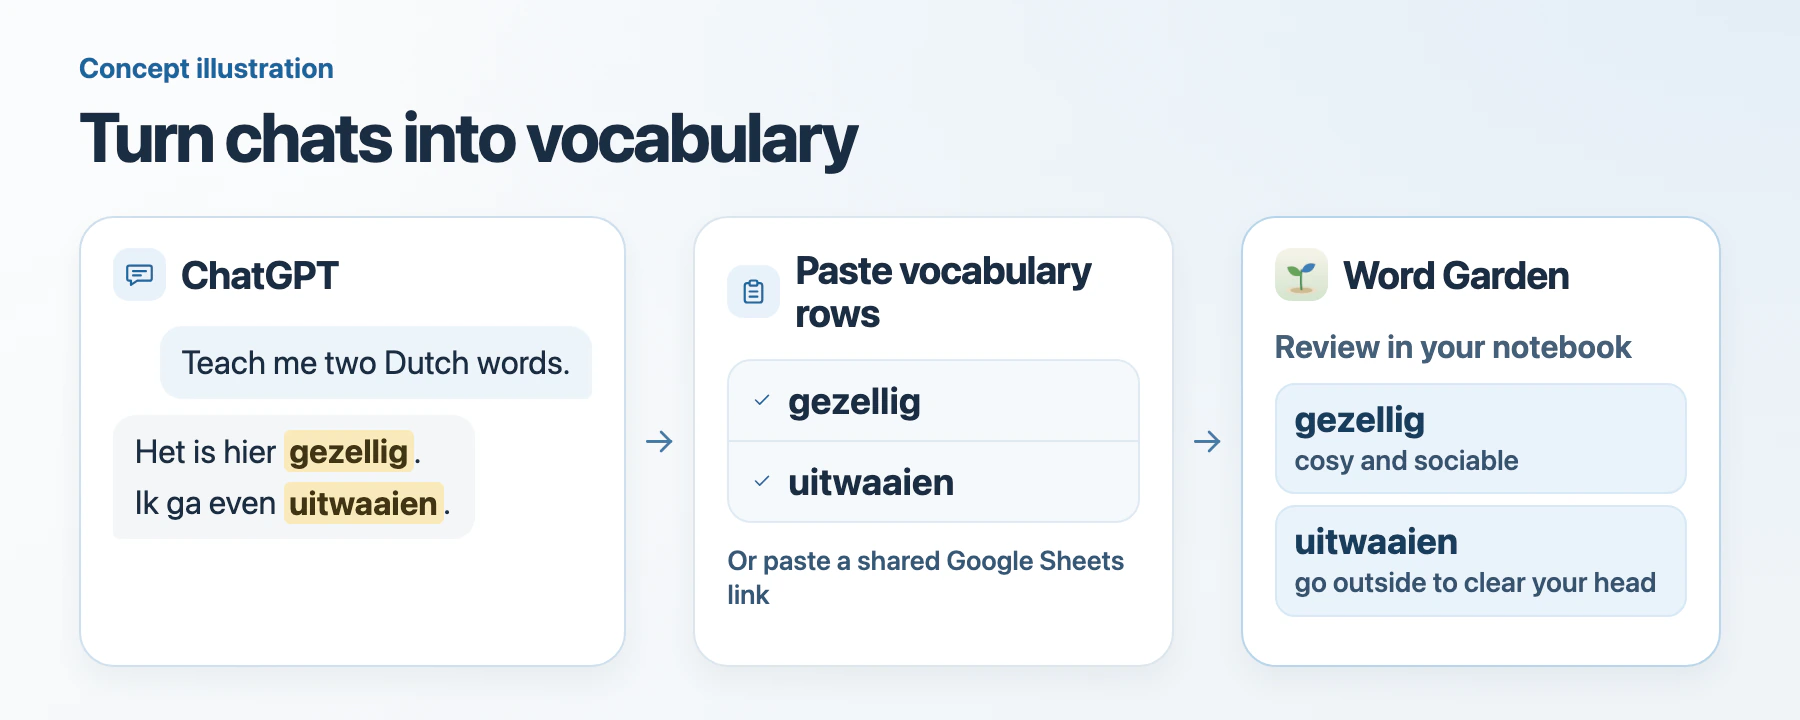 Concept illustration
Turn chats into vocabulary
ChatGPT
Teach me two Dutch words.
Het is hier gezellig.
Ik ga even uitwaaien.
Paste vocabulary
rows
gezellig
uitwaaien
Or paste a shared Google Sheets
link
Word Garden
Review in your notebook
gezellig
cosy and sociable
uitwaaien
go outside to clear your head